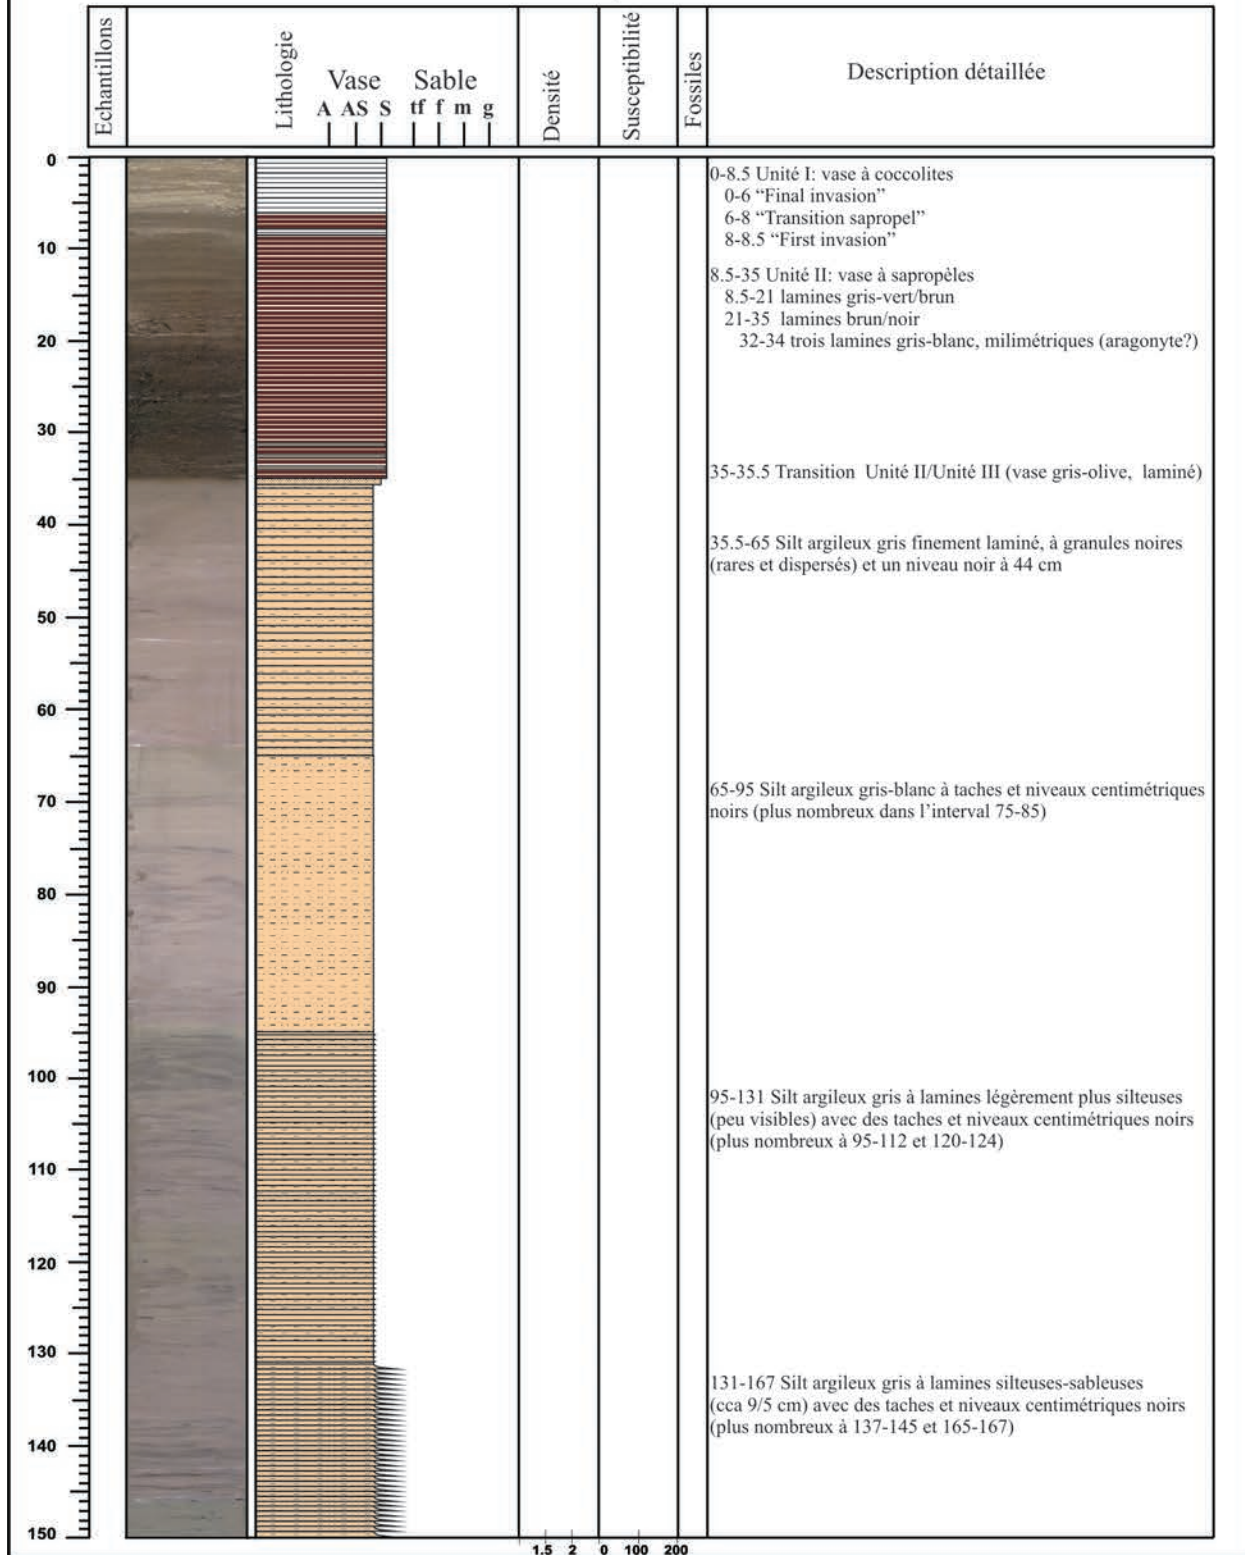 Echantillons
Lithologie
Vase Sable
A AS S tf f m g
Densité
Susceptibilité
Fossiles
Description détaillée
0
10
20
30
40
50
60
70
80
90
100
110
120
130
140
150
0-8.5 Unité I: vase à coccolites
0-6 “Final invasion”
6-8 “Transition sapropel”
8-8.5 “First invasion”
8.5-35 Unité II: vase à sapropèles
8.5-21 lamines gris-vert/brun
21-35 lamines brun/noir
32-34 trois lamines gris-blanc, milimétriques (aragonyte?)
35-35.5 Transition Unité II/Unité III (vase gris-olive, laminé)
35.5-65 Silt argileux gris finement laminé, à granules noires
(rares et dispersés) et un niveau noir à 44 cm
65-95 Silt argileux gris-blanc à taches et niveaux centimétriques
noirs (plus nombreux dans l’interval 75-85)
95-131 Silt argileux gris à lamines légèrement plus silteuses
(peu visibles) avec des taches et niveaux centimétriques noirs
(plus nombreux à 95-112 et 120-124)
131-167 Silt argileux gris à lamines silteuses-sableuses
(cca 9/5 cm) avec des taches et niveaux centimétriques noirs
(plus nombreux à 137-145 et 165-167)
1.5 2 0 100 200